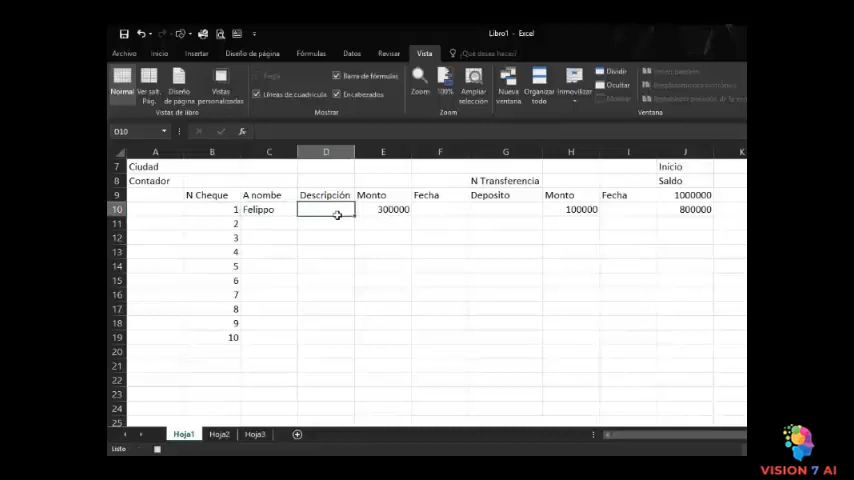 Libro1 - Excel
Archivo Inicio Insertar Diseño de página Fórmulas Datos Revisar Vista ¿Qué desea hacer?
Normal Ver salt. Pág. Diseño de página Vistas personalizadas
Regla Barra de fórmulas
Líneas de cuadrícula Encabezados
Zoom 100% Ampliar selección
Nueva ventana Organizar todo Inmovilizar
Dividir
Ocultar
Mostrar
Vistas de libro Mostrar Zoom Ventana
D10 fx
A B C D E F G H I J K
7 Ciudad Inicio
8 Contador N Transferencia Saldo
9 N Cheque A nombre Descripción Monto Fecha Deposito Monto Fecha 1000000
10 1 Felippo 300000 100000 800000
11 2
12 3
13 4
14 5
15 6
16 7
17 8
18 9
19 10
20
21
22
23
24
25
Hoja1 Hoja2 Hoja3
Listo
VISION 7 AI